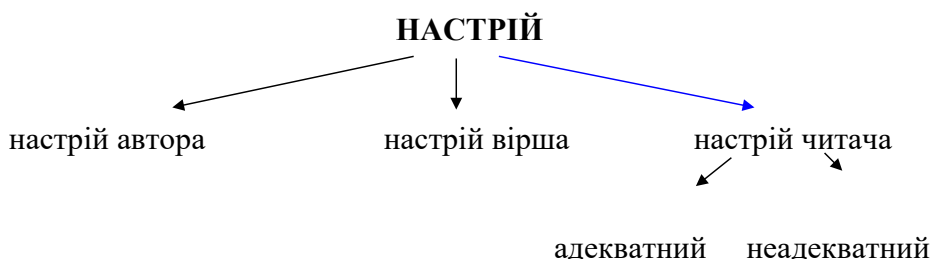 НАСТРІЙ
настрій автора настрій вірша настрій читача
адекватний неадекватний